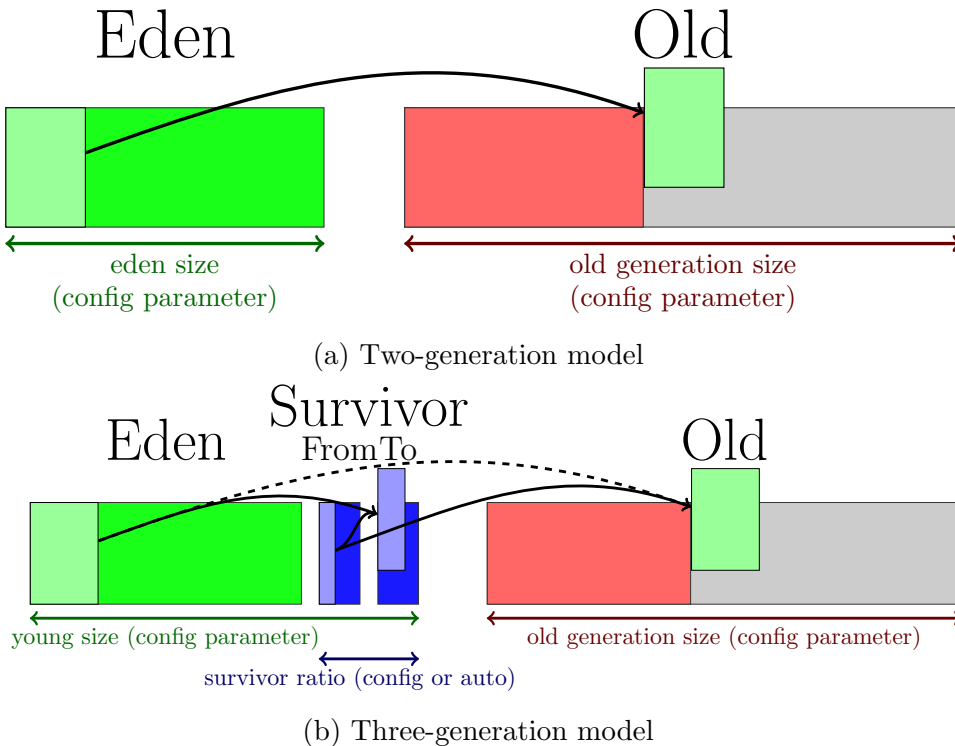 Eden
Old
eden size
(config parameter)
old generation size
(config parameter)
(a) Two-generation model
Survivor
Eden
From To
Old
young size (config parameter)
old generation size (config parameter)
survivor ratio (config or auto)
(b) Three-generation model